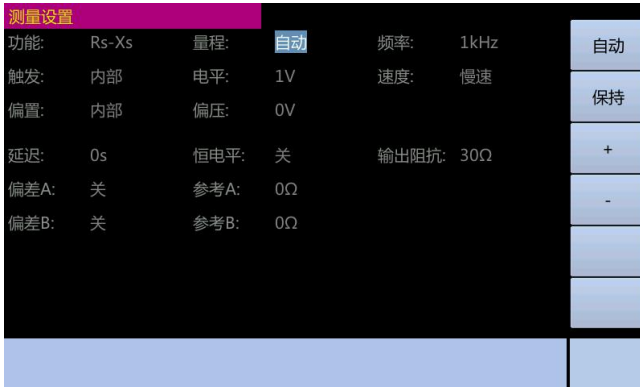 测量设置
功能: Rs-Xs 量程: 自动 频率: 1kHz
触发: 内部 电平: 1V 速度: 慢速
偏置: 内部 偏压: 0V
延迟: 0s 恒电平: 关 输出阻抗: 30Ω
偏差A: 关 参考A: 0Ω
偏差B: 关 参考B: 0Ω
自动
保持
+
-